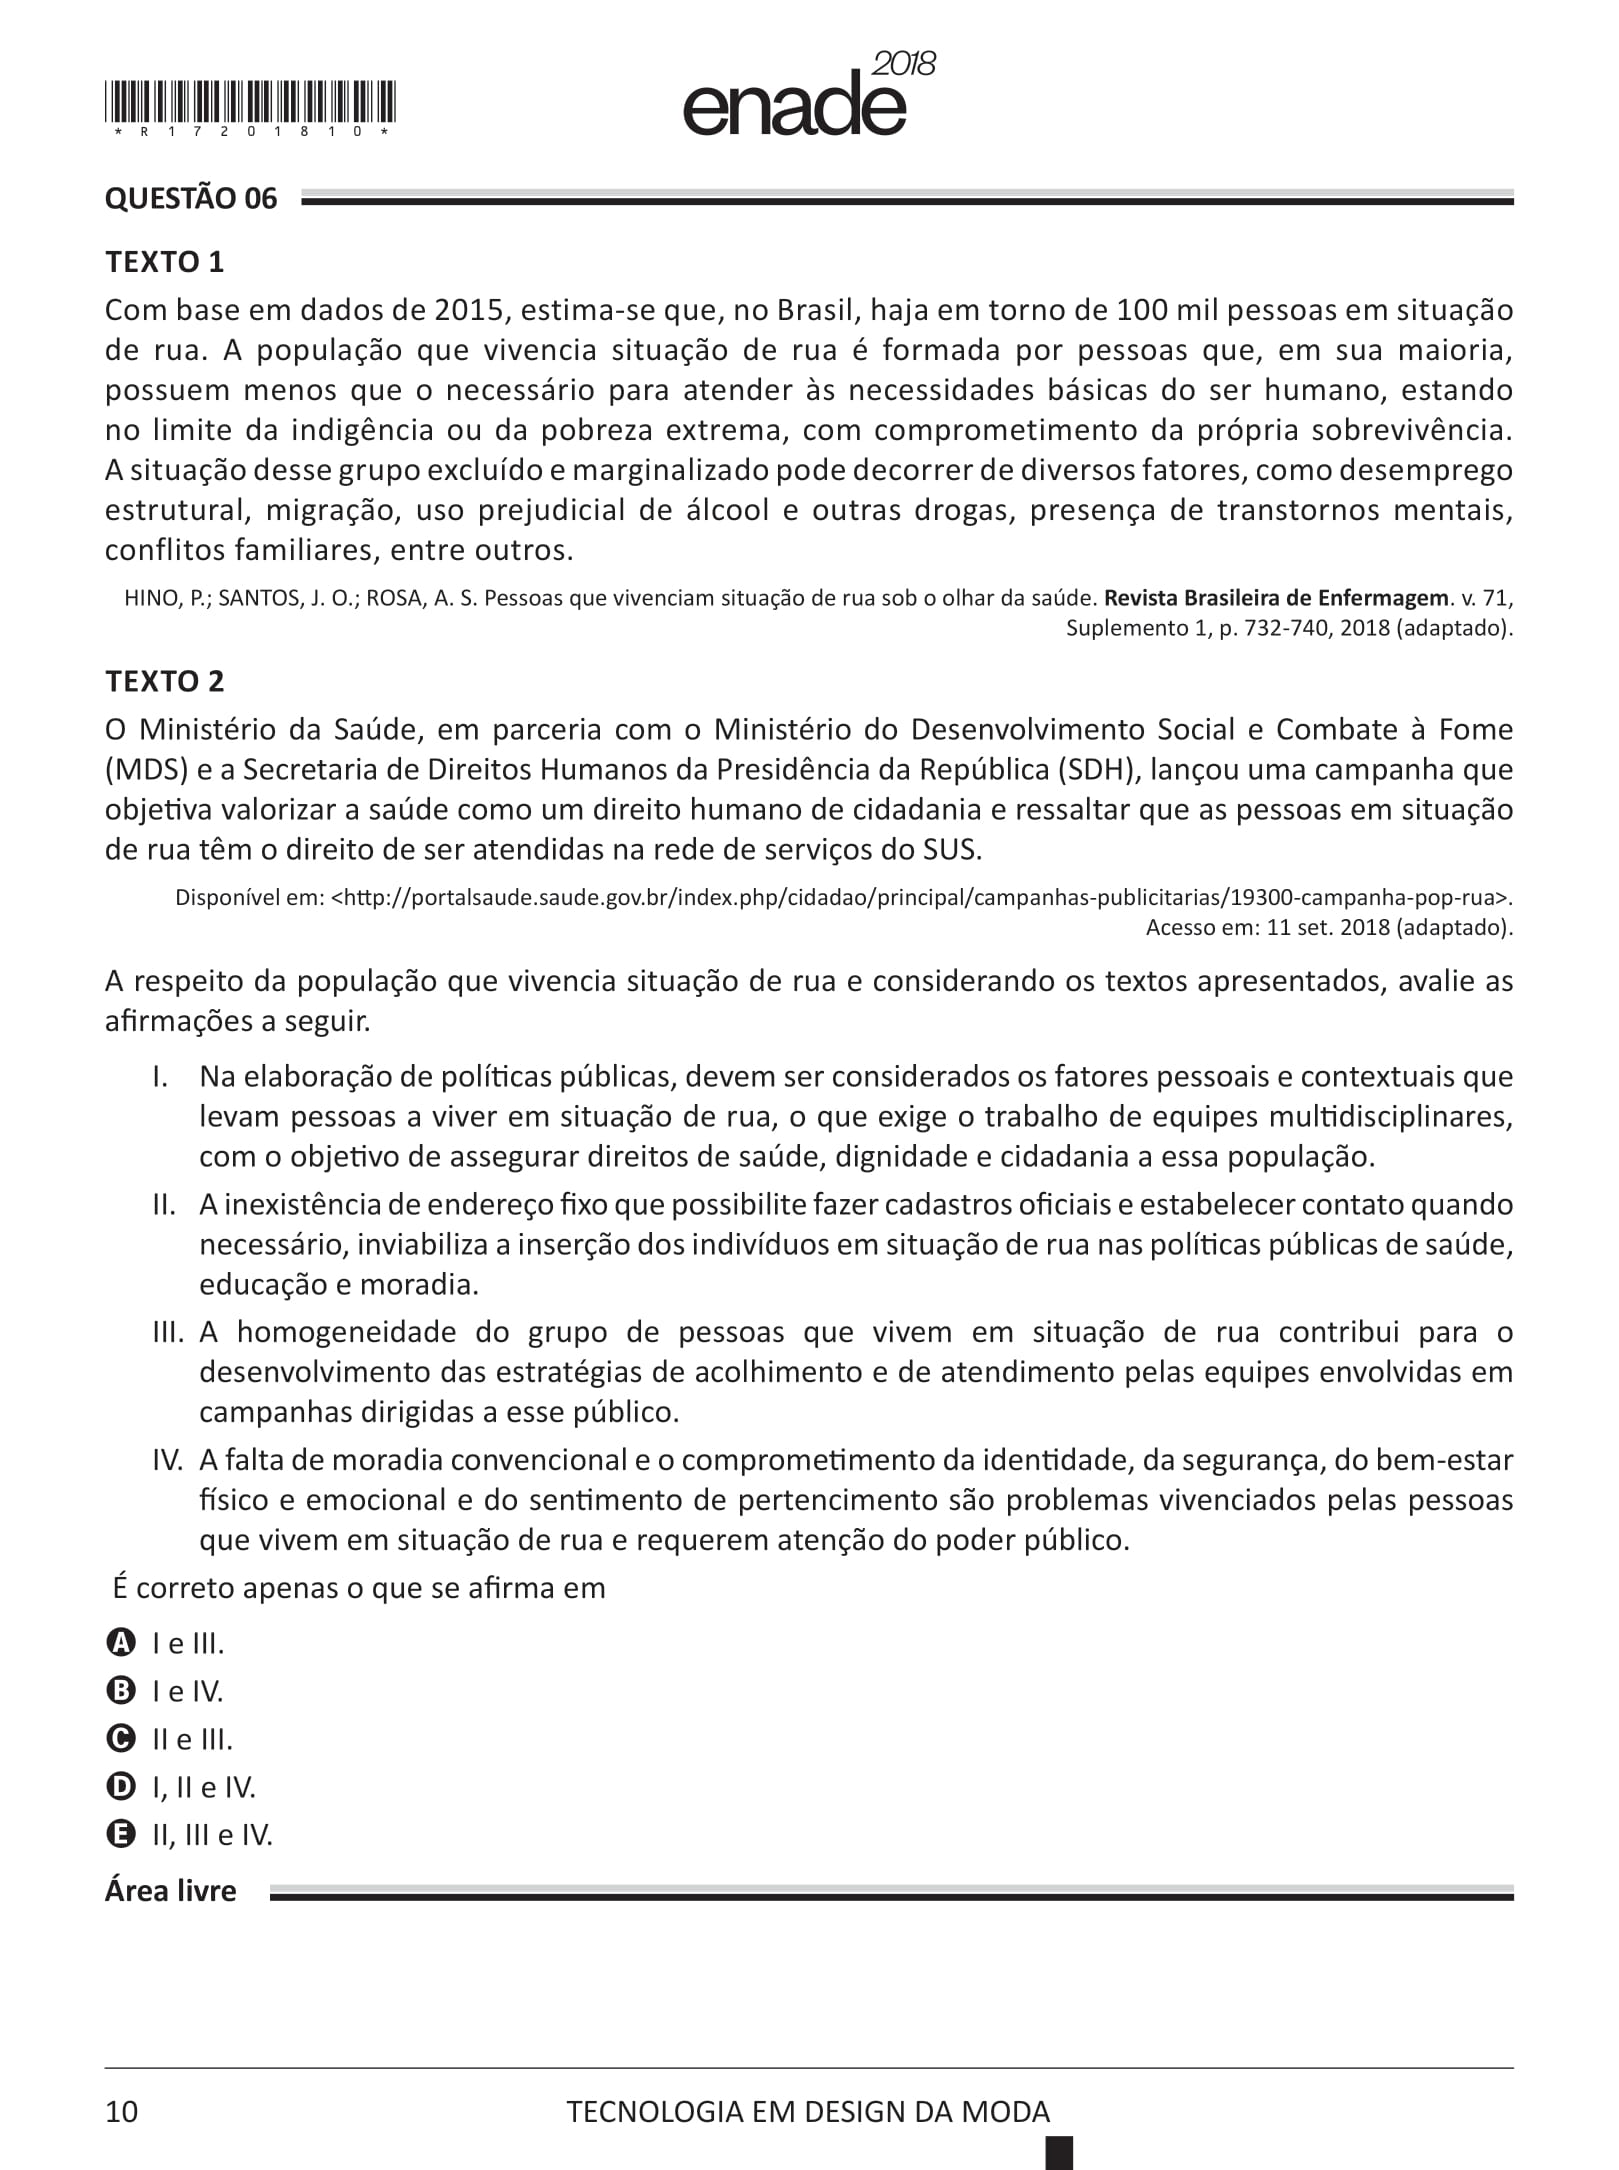 *R17201810*
enade 2018
QUESTÃO 06
TEXTO 1
Com base em dados de 2015, estima-se que, no Brasil, haja em torno de 100 mil pessoas em situação
de rua. A população que vivencia situação de rua é formada por pessoas que, em sua maioria,
possuem menos que o necessário para atender às necessidades básicas do ser humano, estando
no limite da indigência ou da pobreza extrema, com comprometimento da própria sobrevivência.
A situação desse grupo excluído e marginalizado pode decorrer de diversos fatores, como desemprego
estrutural, migração, uso prejudicial de álcool e outras drogas, presença de transtornos mentais,
conflitos familiares, entre outros.
HINO, P.; SANTOS, J. O.; ROSA, A. S. Pessoas que vivenciam situação de rua sob o olhar da saúde. Revista Brasileira de Enfermagem. v. 71,
Suplemento 1, p. 732-740, 2018 (adaptado).
TEXTO 2
O Ministério da Saúde, em parceria com o Ministério do Desenvolvimento Social e Combate à Fome
(MDS) e a Secretaria de Direitos Humanos da Presidência da República (SDH), lançou uma campanha que
objetiva valorizar a saúde como um direito humano de cidadania e ressaltar que as pessoas em situação
de rua têm o direito de ser atendidas na rede de serviços do SUS.
Disponível em: <http://portalsaude.saude.gov.br/index.php/cidadao/principal/campanhas-publicitarias/19300-campanha-pop-rua>.
Acesso em: 11 set. 2018 (adaptado).
A respeito da população que vivencia situação de rua e considerando os textos apresentados, avalie as
afirmações a seguir.
I. Na elaboração de políticas públicas, devem ser considerados os fatores pessoais e contextuais que
levam pessoas a viver em situação de rua, o que exige o trabalho de equipes multidisciplinares,
com o objetivo de assegurar direitos de saúde, dignidade e cidadania a essa população.
II. A inexistência de endereço fixo que possibilite fazer cadastros oficiais e estabelecer contato quando
necessário, inviabiliza a inserção dos indivíduos em situação de rua nas políticas públicas de saúde,
educação e moradia.
III. A homogeneidade do grupo de pessoas que vivem em situação de rua contribui para o
desenvolvimento das estratégias de acolhimento e de atendimento pelas equipes envolvidas em
campanhas dirigidas a esse público.
IV. A falta de moradia convencional e o comprometimento da identidade, da segurança, do bem-estar
físico e emocional e do sentimento de pertencimento são problemas vivenciados pelas pessoas
que vivem em situação de rua e requerem atenção do poder público.
É correto apenas o que se afirma em
A I e III.
B I e IV.
C II e III.
D I, II e IV.
E II, III e IV.
Área livre
10
TECNOLOGIA EM DESIGN DA MODA